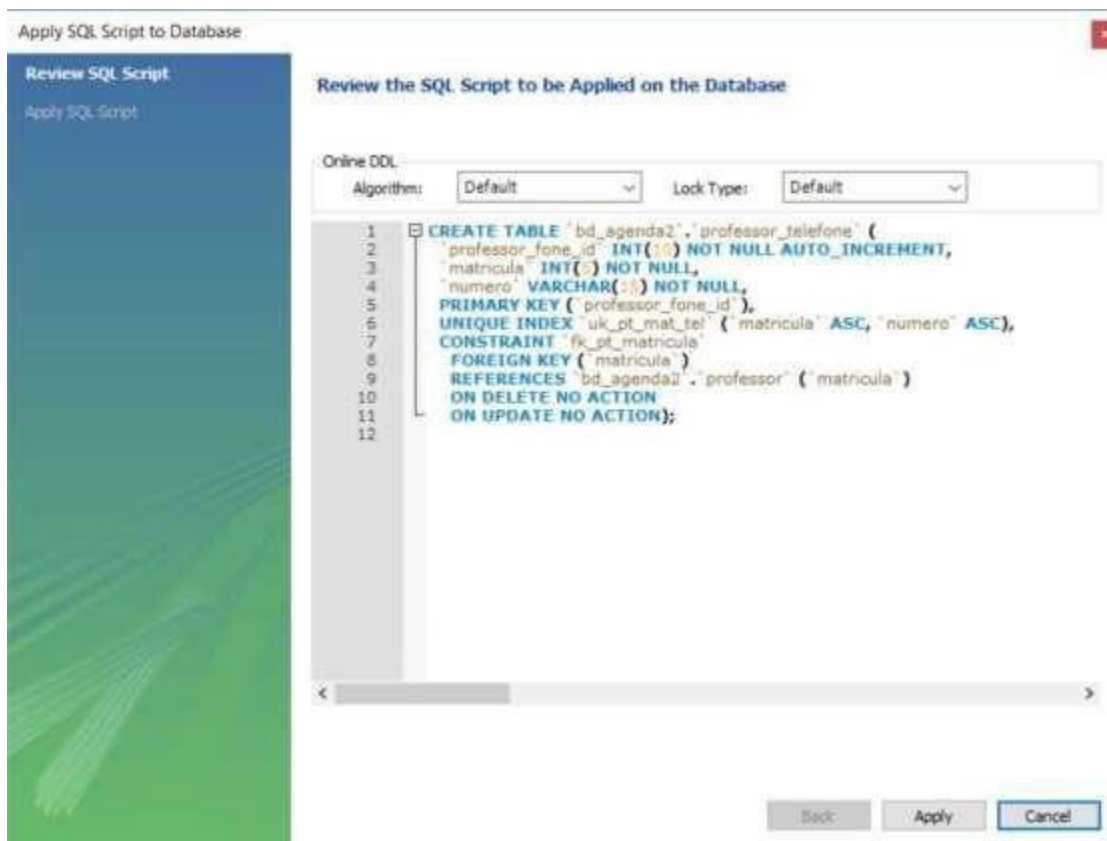 Apply SQL Script to Database
Review SQL Script
Apply SQL Script
Review the SQL Script to be Applied on the Database
Online DDL
Algorithm: Default Lock Type: Default
1 CREATE TABLE `bd_agenda2`.`professor_telefone` (
2 `professor_fone_id` INT(10) NOT NULL AUTO_INCREMENT,
3 `matricula` INT() NOT NULL,
4 `numero` VARCHAR() NOT NULL,
5 PRIMARY KEY (`professor_fone_id`),
6 UNIQUE INDEX `uk_pt_mat_tel` (`matricula` ASC, `numero` ASC),
7 CONSTRAINT `fk_pt_matricula`
8 FOREIGN KEY (`matricula`)
9 REFERENCES `bd_agenda2`.`professor` (`matricula`)
10 ON DELETE NO ACTION
11 ON UPDATE NO ACTION);
12
Back Apply Cancel